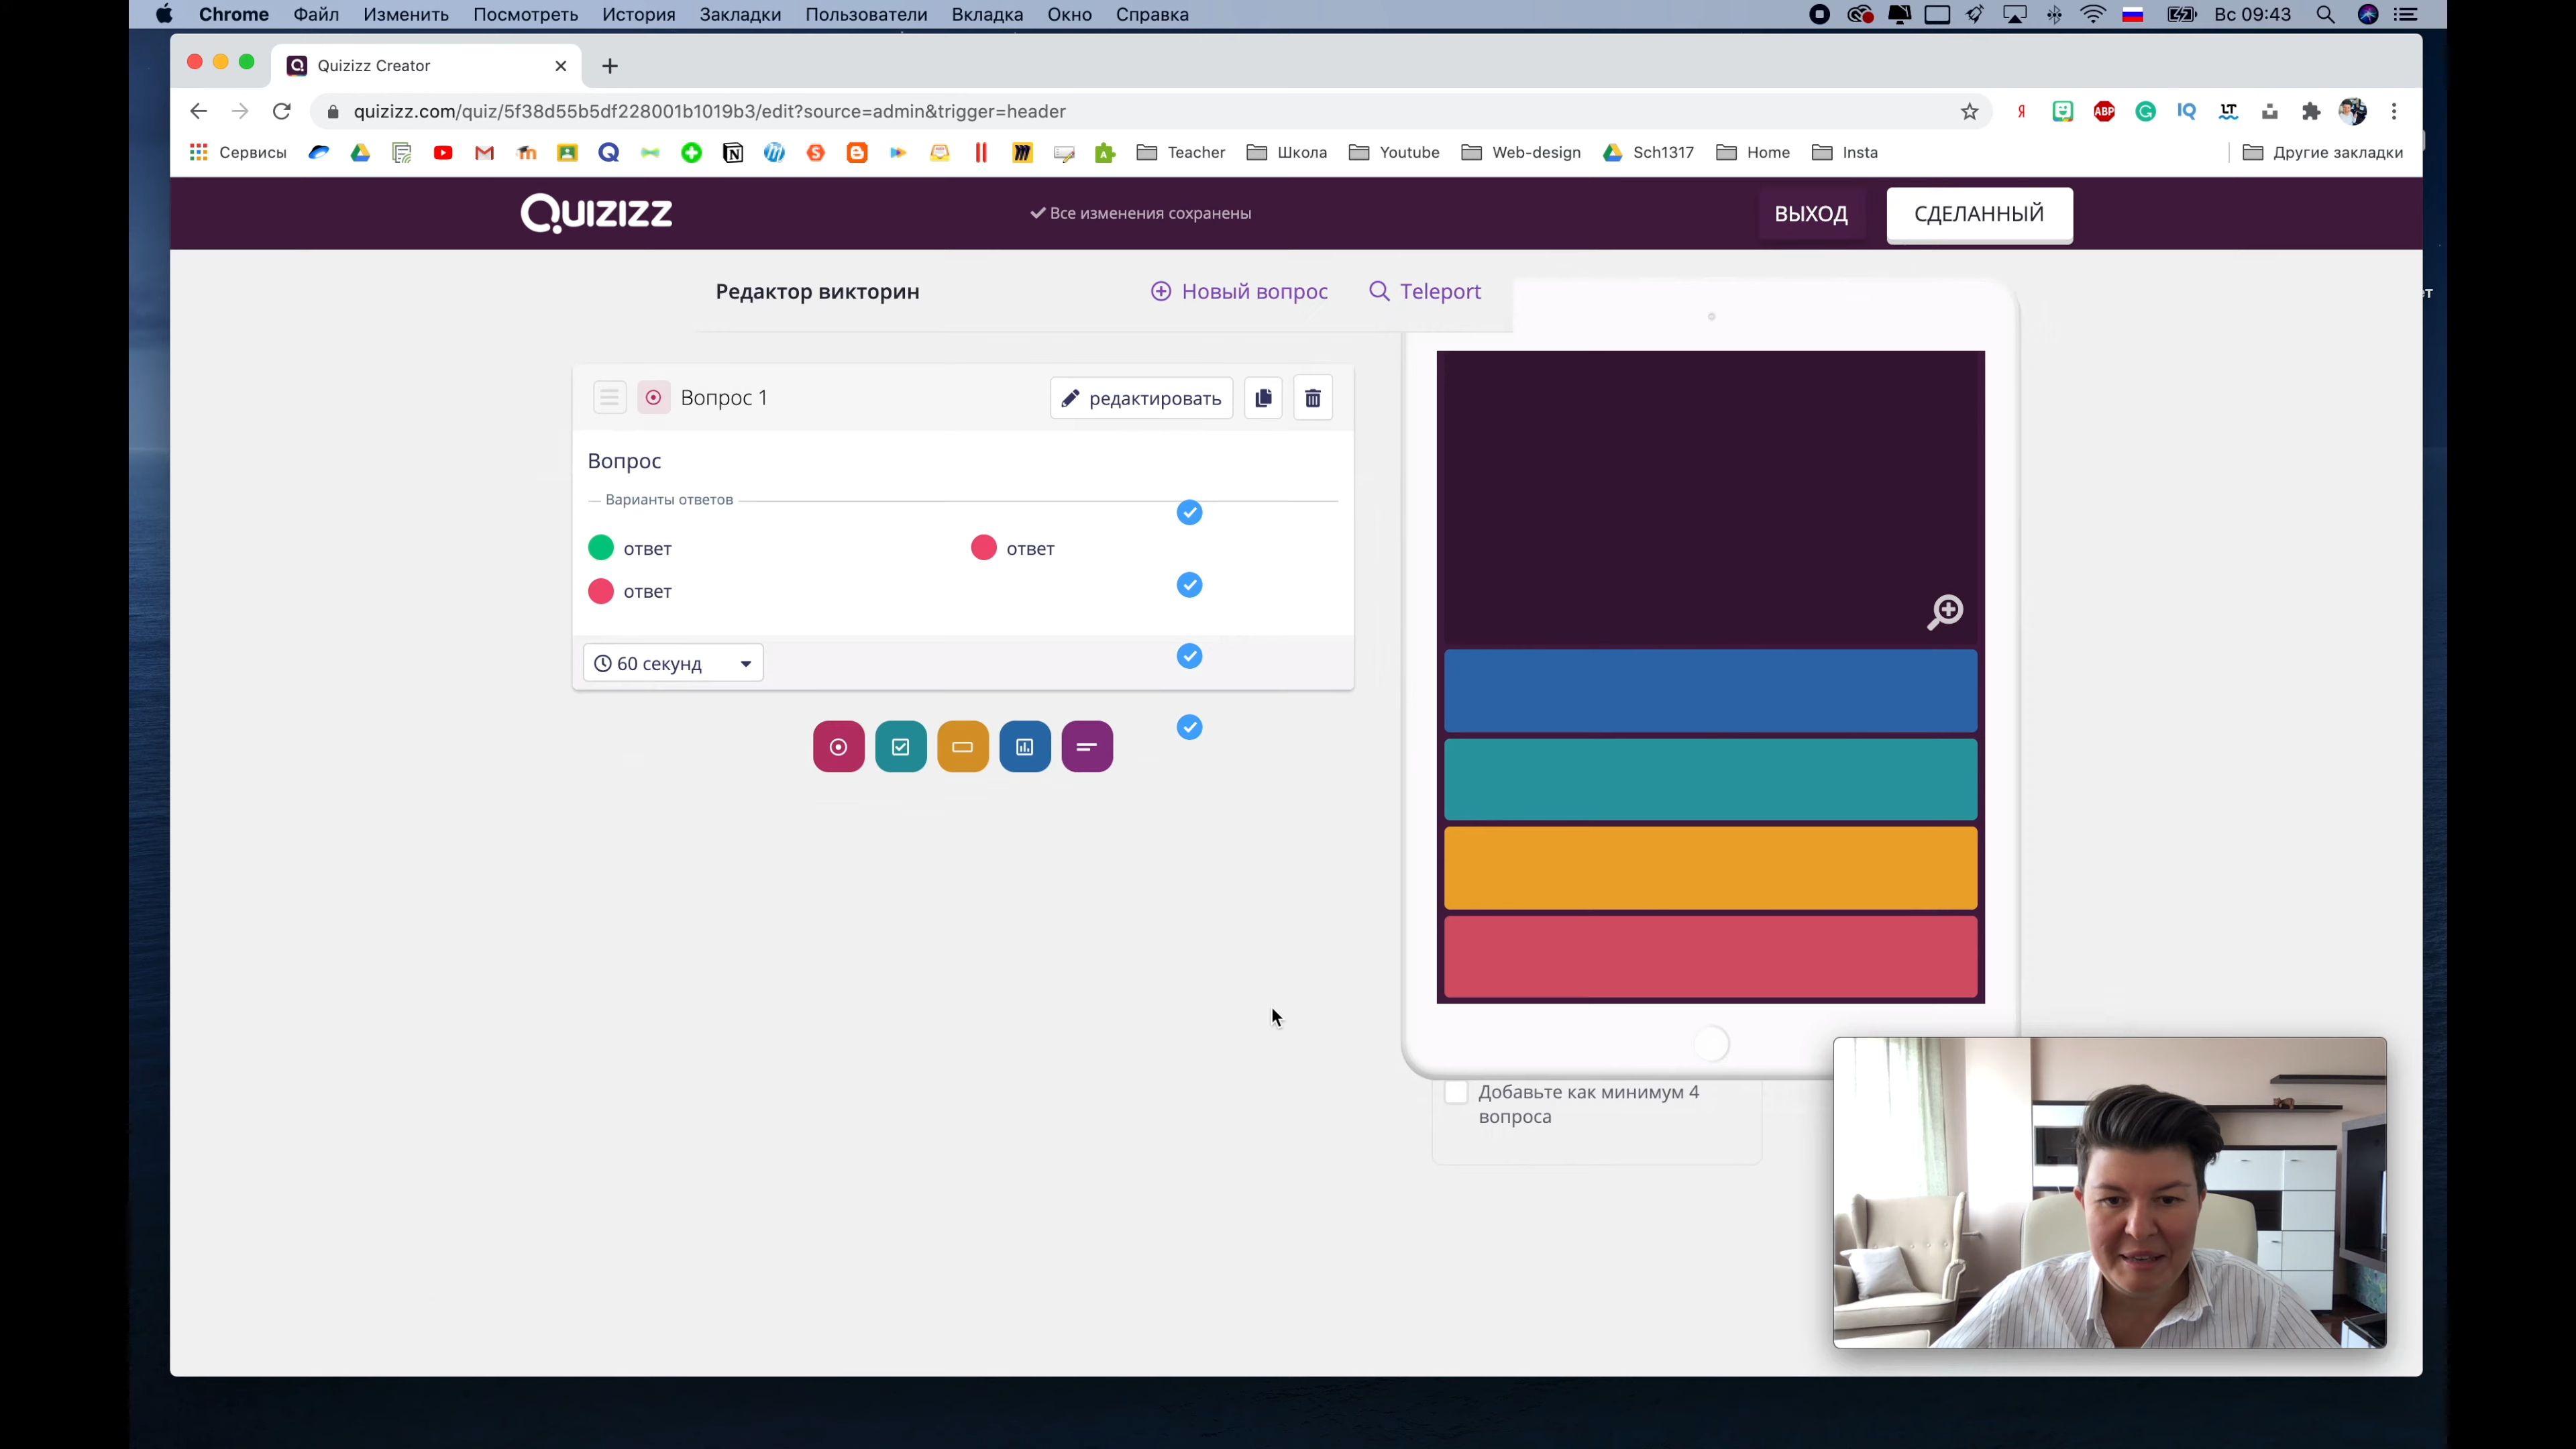 Chrome Файл Изменить Посмотреть История Закладки Пользователи Вкладка Окно Справка Вс 09:43
Quizizz Creator
quizizz.com/quiz/5f38d55b5df228001b1019b3/edit?source=admin&trigger=header
Сервисы Teacher Школа Youtube Web-design Sch1317 Home Insta Другие закладки
Quizizz
Все изменения сохранены
ВЫХОД
СДЕЛАННЫЙ
Редактор викторин
Новый вопрос
Teleport
Вопрос 1
редактировать
Вопрос
Варианты ответов
ответ
ответ
ответ
60 секунд
Добавьте как минимум 4
вопроса